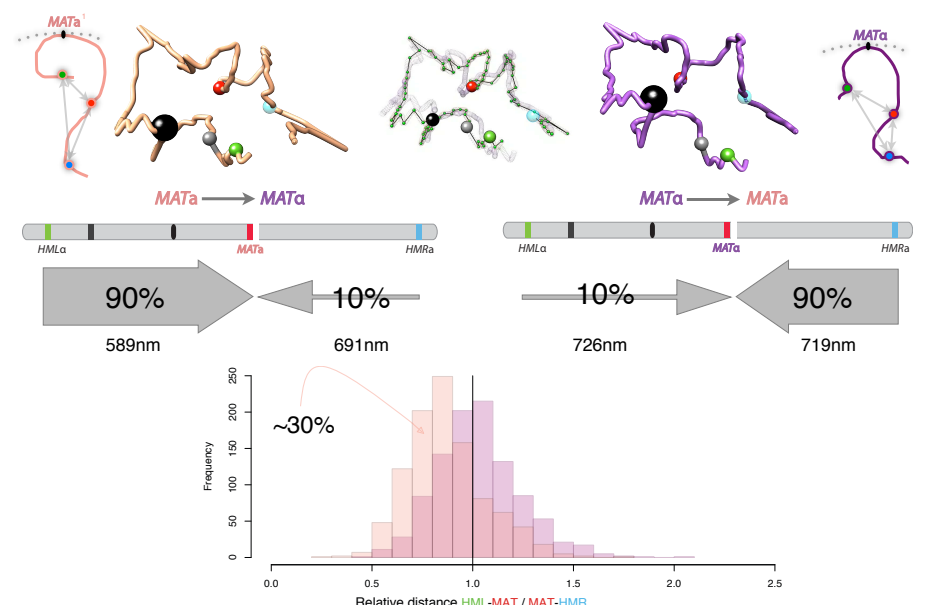 MATa
MATα
MATa MATα
MATα MATa
HMLα
MATa
HMRa
HMLα
MATα
HMRa
90%
10%
10%
90%
589nm
691nm
726nm
719nm
~30%
Frequency
250
200
150
100
50
0
0.0
0.5
1.0
1.5
2.0
2.5
Relative distance HML-MAT / MAT-HMR